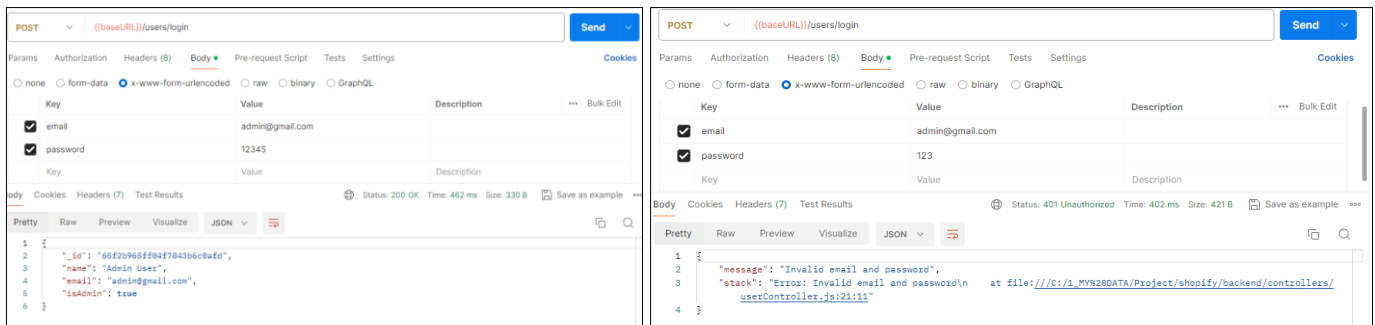 POST {{baseURL}}/users/login Send
Params Authorization Headers (8) Body Pre-request Script Tests Settings Cookies
none form-data x-www-form-urlencoded raw binary GraphQL
Key Value Description ••• Bulk Edit
email admin@gmail.com
password 12345
Key Value Description
ody Cookies Headers (7) Test Results Status: 200 OK Time: 462 ms Size: 330 B Save as example •••
Pretty Raw Preview Visualize JSON
1 {
2 "_id": "65f2b965ff04f7043b6c0afd",
3 "name": "Admin User",
4 "email": "admin@gmail.com",
5 "isAdmin": true
6 }
POST {{baseURL}}/users/login Send
Params Authorization Headers (8) Body Pre-request Script Tests Settings Cookies
none form-data x-www-form-urlencoded raw binary GraphQL
Key Value Description ••• Bulk Edit
email admin@gmail.com
password 123
Key Value Description
Body Cookies Headers (7) Test Results Status: 401 Unauthorized Time: 402 ms Size: 421 B Save as example •••
Pretty Raw Preview Visualize JSON
1 {
2 "message": "Invalid email and password",
3 "stack": "Error: Invalid email and password\n    at file:///C:/1_MY%20DATA/Project/shopify/backend/controllers/
userController.js:21:11"
4 }